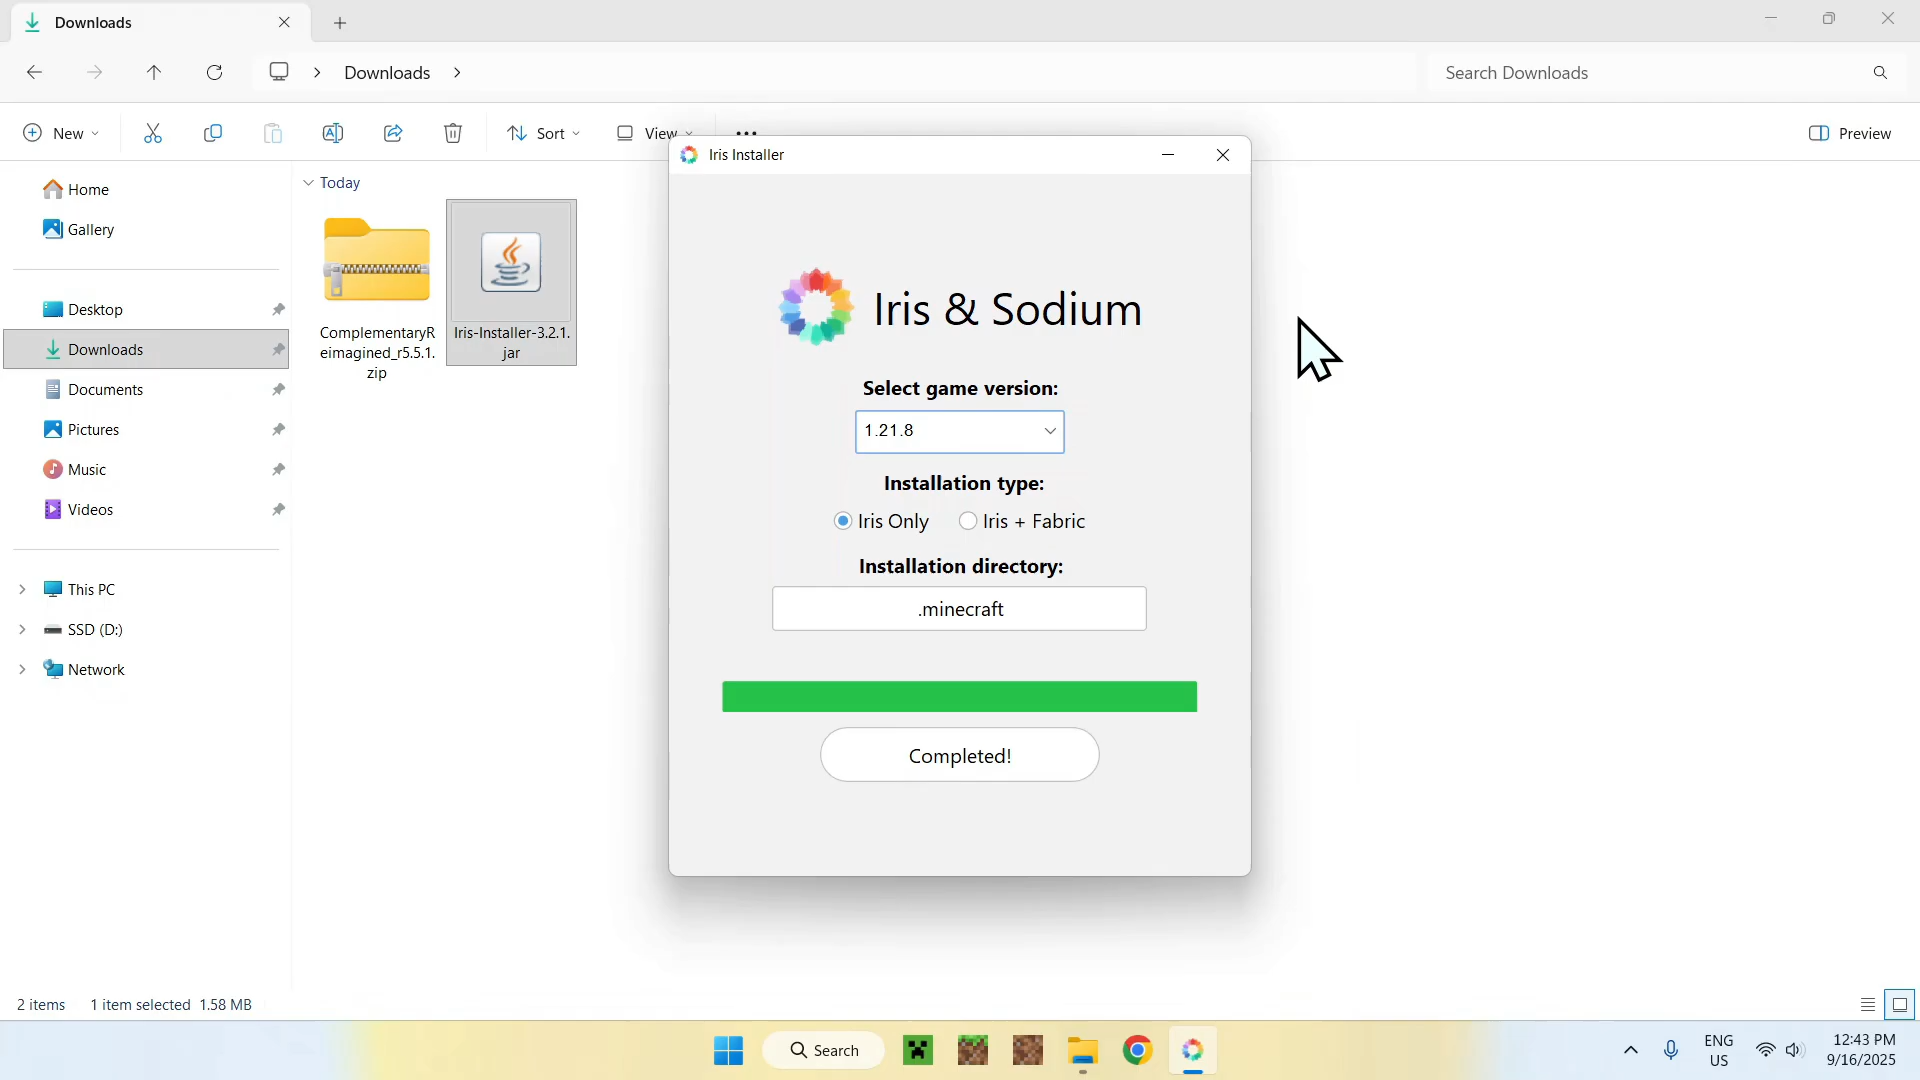 Downloads
Downloads
Search Downloads
New
Sort
View
Preview
Iris Installer
Home
Gallery
Desktop
Downloads
Documents
Pictures
Music
Videos
This PC
SSD (D:)
Network
Today
ComplementaryR
eimagined_r5.5.1.
zip
Iris-Installer-3.2.1.
jar
Iris & Sodium
Select game version:
1.21.8
Installation type:
Iris Only
Iris + Fabric
Installation directory:
.minecraft
Completed!
2 items
1 item selected 1.58 MB
Search
ENG
US
12:43 PM
9/16/2025